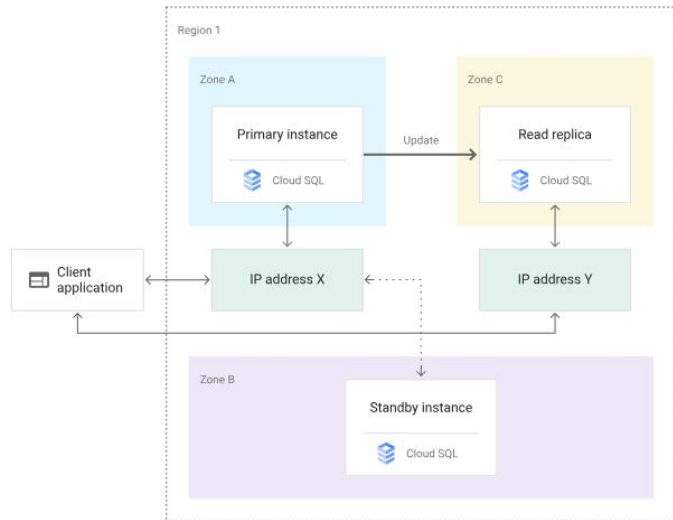 Region 1
Zone A
Zone C
Primary instance
Update
Read replica
Cloud SQL
Cloud SQL
Client
application
IP address X
IP address Y
Zone B
Standby instance
Cloud SQL